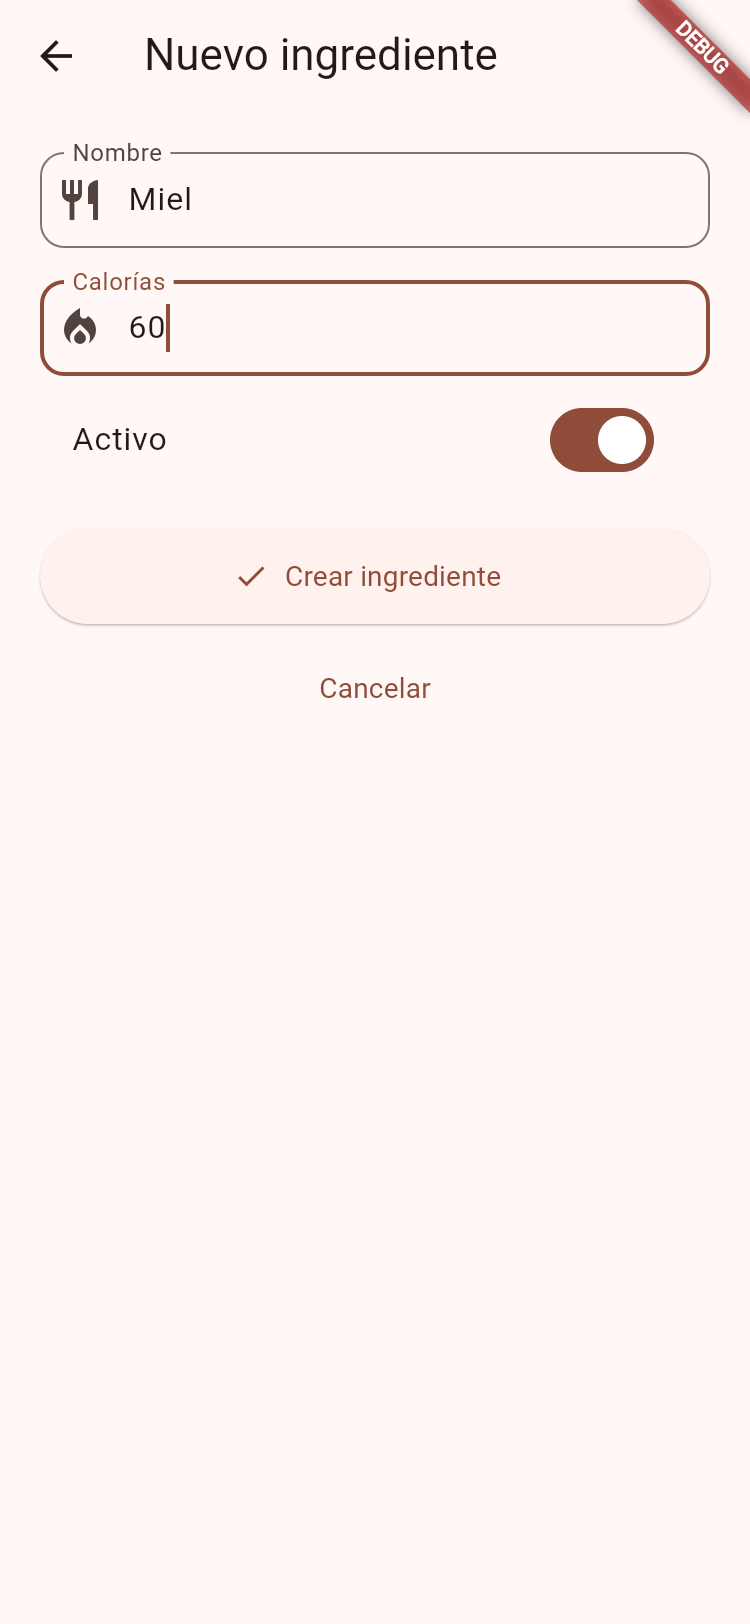 Nuevo ingrediente
DEBUG
Nombre
Miel
Calorías
60
Activo
Crear ingrediente
Cancelar